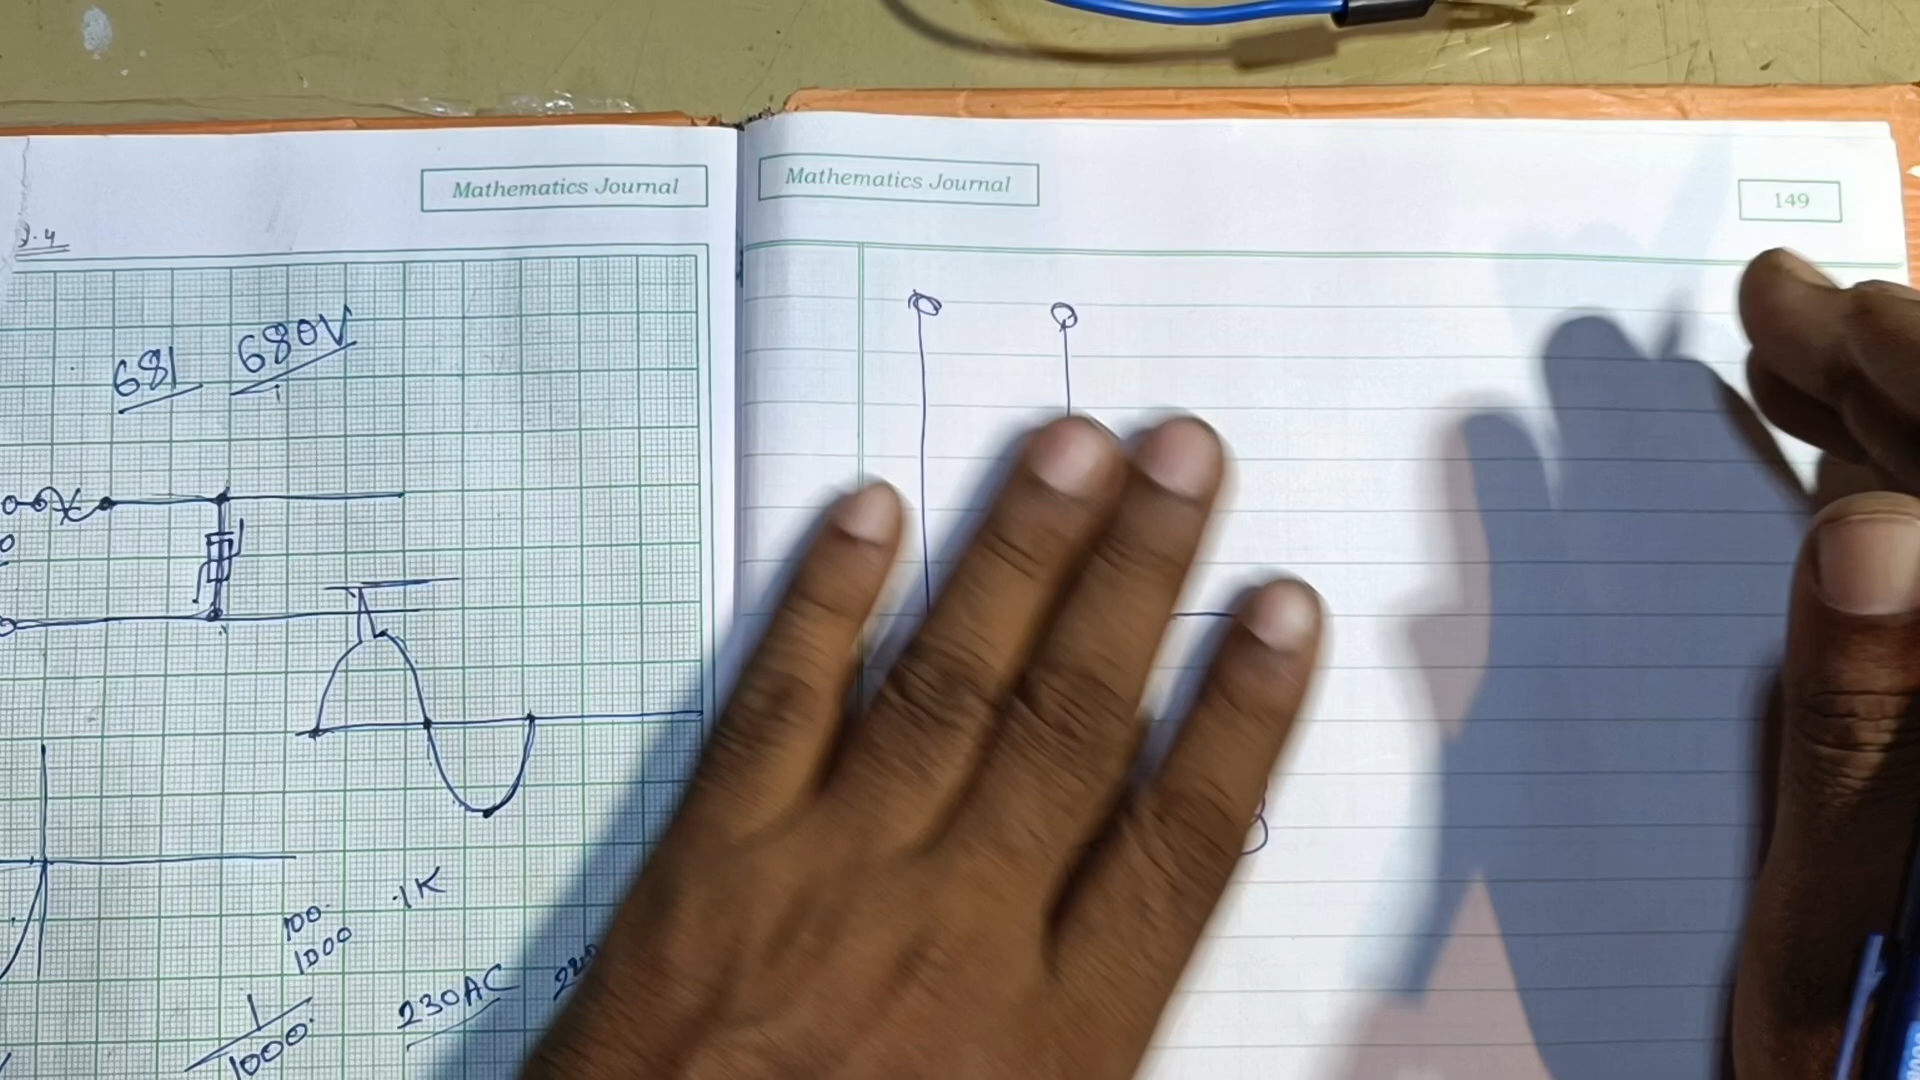 Mathematics Journal
681 680V
100
1000
.1K
1
1000
230AC
Mathematics Journal
149